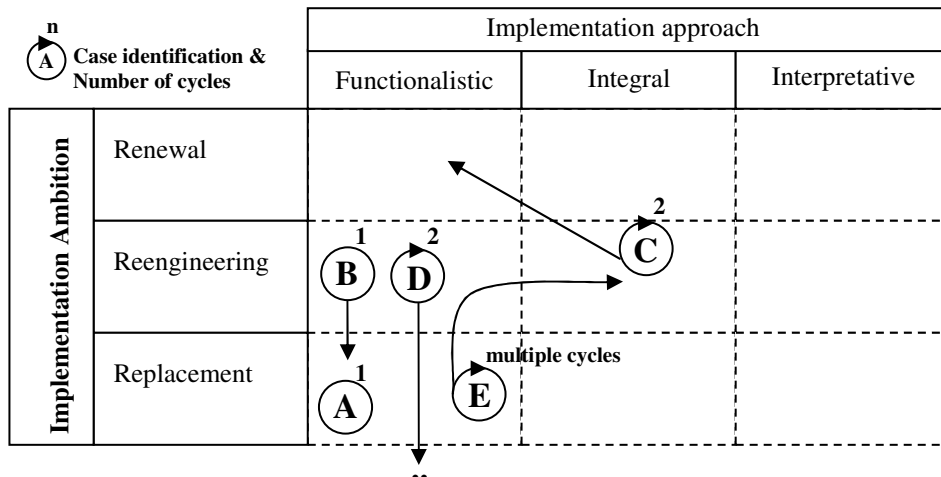 n
A Case identification &
Number of cycles
Implementation approach
Functionalistic Integral Interpretative
Implementation Ambition
Renewal
Reengineering
B 1
D 2
C 2
Replacement
A 1
E multiple cycles